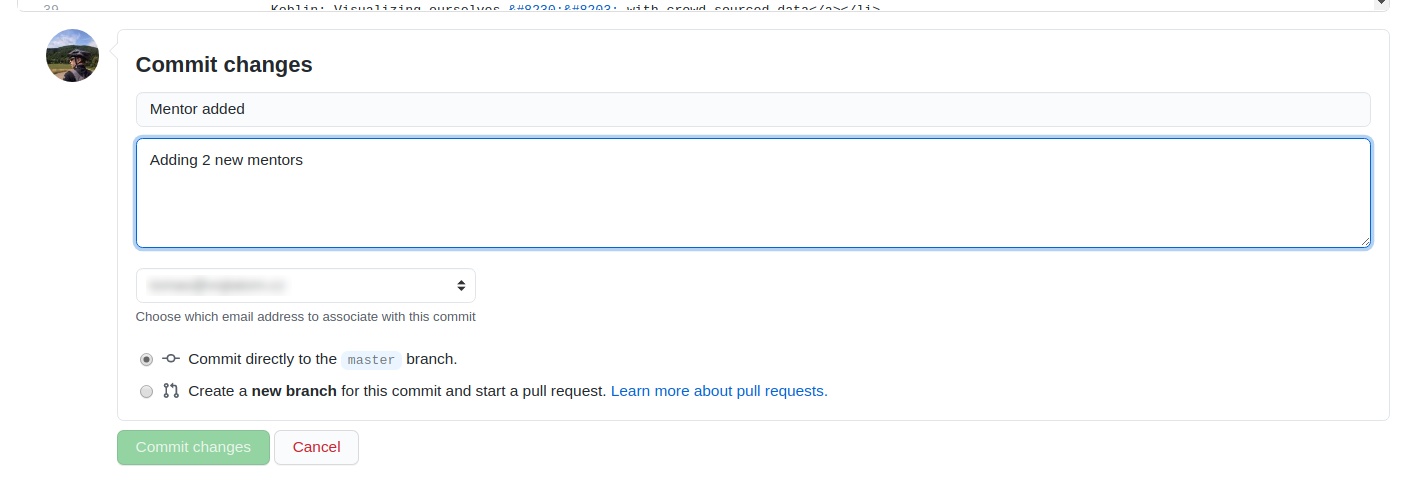 39 Koblin: Visualizing ourselves &#8230;&#8203; with crowd-sourced data</a></li>
Commit changes
Mentor added
Adding 2 new mentors
Choose which email address to associate with this commit
Commit directly to the master branch.
Create a new branch for this commit and start a pull request. Learn more about pull requests.
Commit changes Cancel